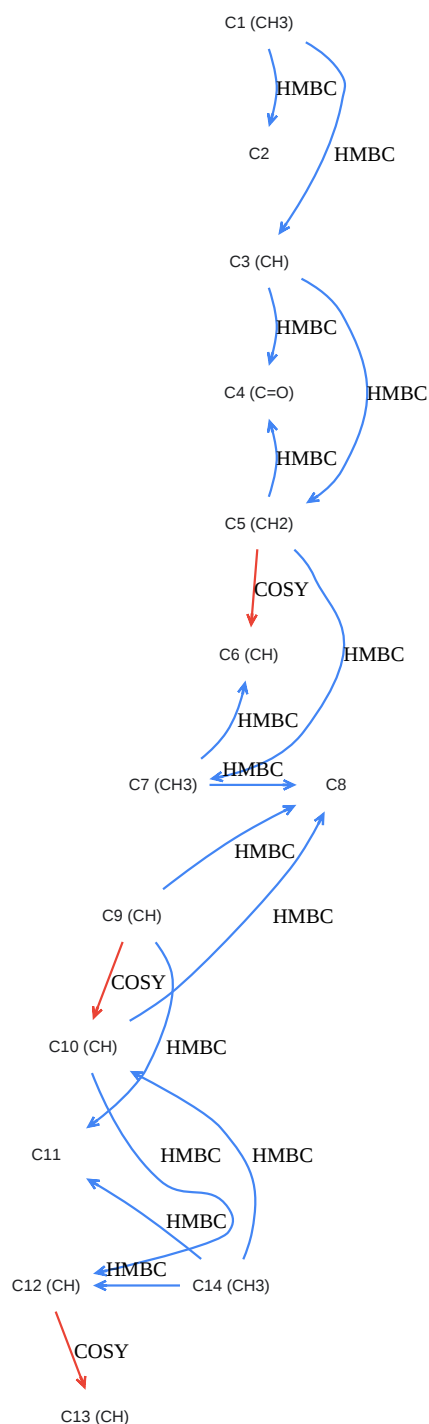 C1 (CH3)
HMBC
C2
HMBC
C3 (CH)
HMBC
C4 (C=O)
HMBC
HMBC
C5 (CH2)
COSY
C6 (CH)
HMBC
HMBC
HMBC
C7 (CH3)
C8
HMBC
C9 (CH)
HMBC
COSY
C10 (CH)
HMBC
C11
HMBC
HMBC
HMBC
HMBC
C12 (CH)
C14 (CH3)
COSY
C13 (CH)